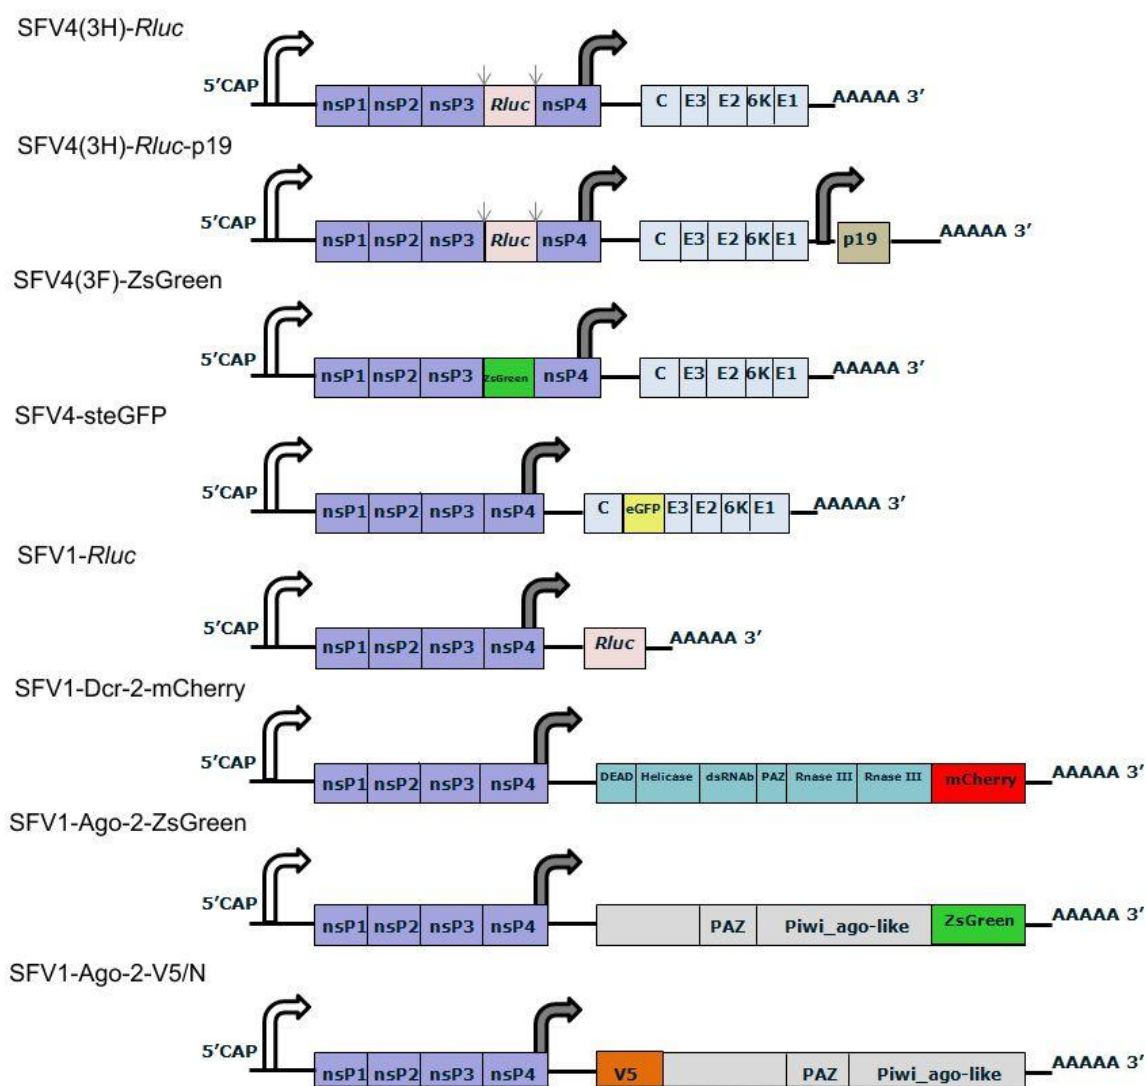 SFV4(3H)-Rluc
5'CAP nsP1 nsP2 nsP3 Rluc nsP4 C E3 E2 6K E1 AAAAA 3'
SFV4(3H)-Rluc-p19
5'CAP nsP1 nsP2 nsP3 Rluc nsP4 C E3 E2 6K E1 p19 AAAAA 3'
SFV4(3F)-ZsGreen
5'CAP nsP1 nsP2 nsP3 ZsGreen nsP4 C E3 E2 6K E1 AAAAA 3'
SFV4-steGFP
5'CAP nsP1 nsP2 nsP3 nsP4 C eGFP E3 E2 6K E1 AAAAA 3'
SFV1-Rluc
5'CAP nsP1 nsP2 nsP3 nsP4 Rluc AAAAA 3'
SFV1-Dcr-2-mCherry
5'CAP nsP1 nsP2 nsP3 nsP4 DEAD Helicase dsRNAb PAZ Rnase III Rnase III mCherry AAAAA 3'
SFV1-Ago-2-ZsGreen
5'CAP nsP1 nsP2 nsP3 nsP4 PAZ Piwi_ago-like ZsGreen AAAAA 3'
SFV1-Ago-2-V5/N
5'CAP nsP1 nsP2 nsP3 nsP4 V5 PAZ Piwi_ago-like AAAAA 3'